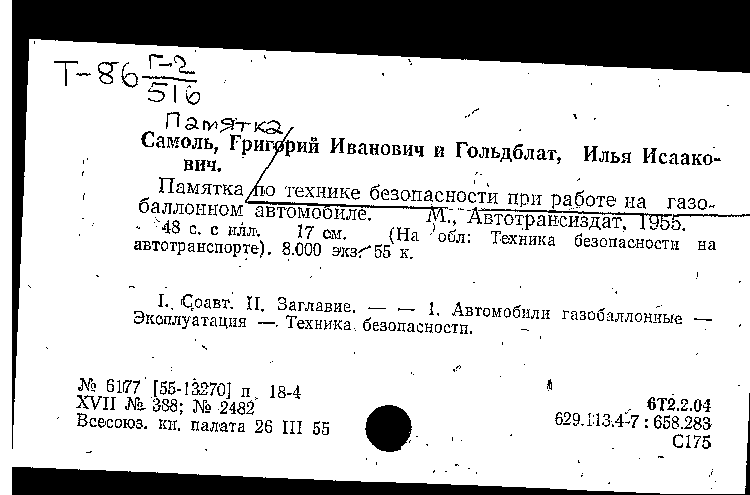 Т-86 Г-2
516
Памятка
Самоль, Григорий Иванович и Гольдблат, Илья Исаако-
вич.
Памятка по технике безопасности при работе на газо-
баллонном автомобиле. М., Автотрансиздат, 1955.
48 с. с илл. 17 см. (На обл: Техника безопасности на
автотранспорте). 8.000 экз. 55 к.
I. Соавт. II. Заглавие. — — 1. Автомобили газобаллонные —
Эксплуатация — Техника безопасности.
№ 6177 [55-13270] п 18-4
XVII № 388; № 2482
Всесоюз. кн. палата 26 III 55
6Т2.2.04
629.113.4-7 : 658.283
С175